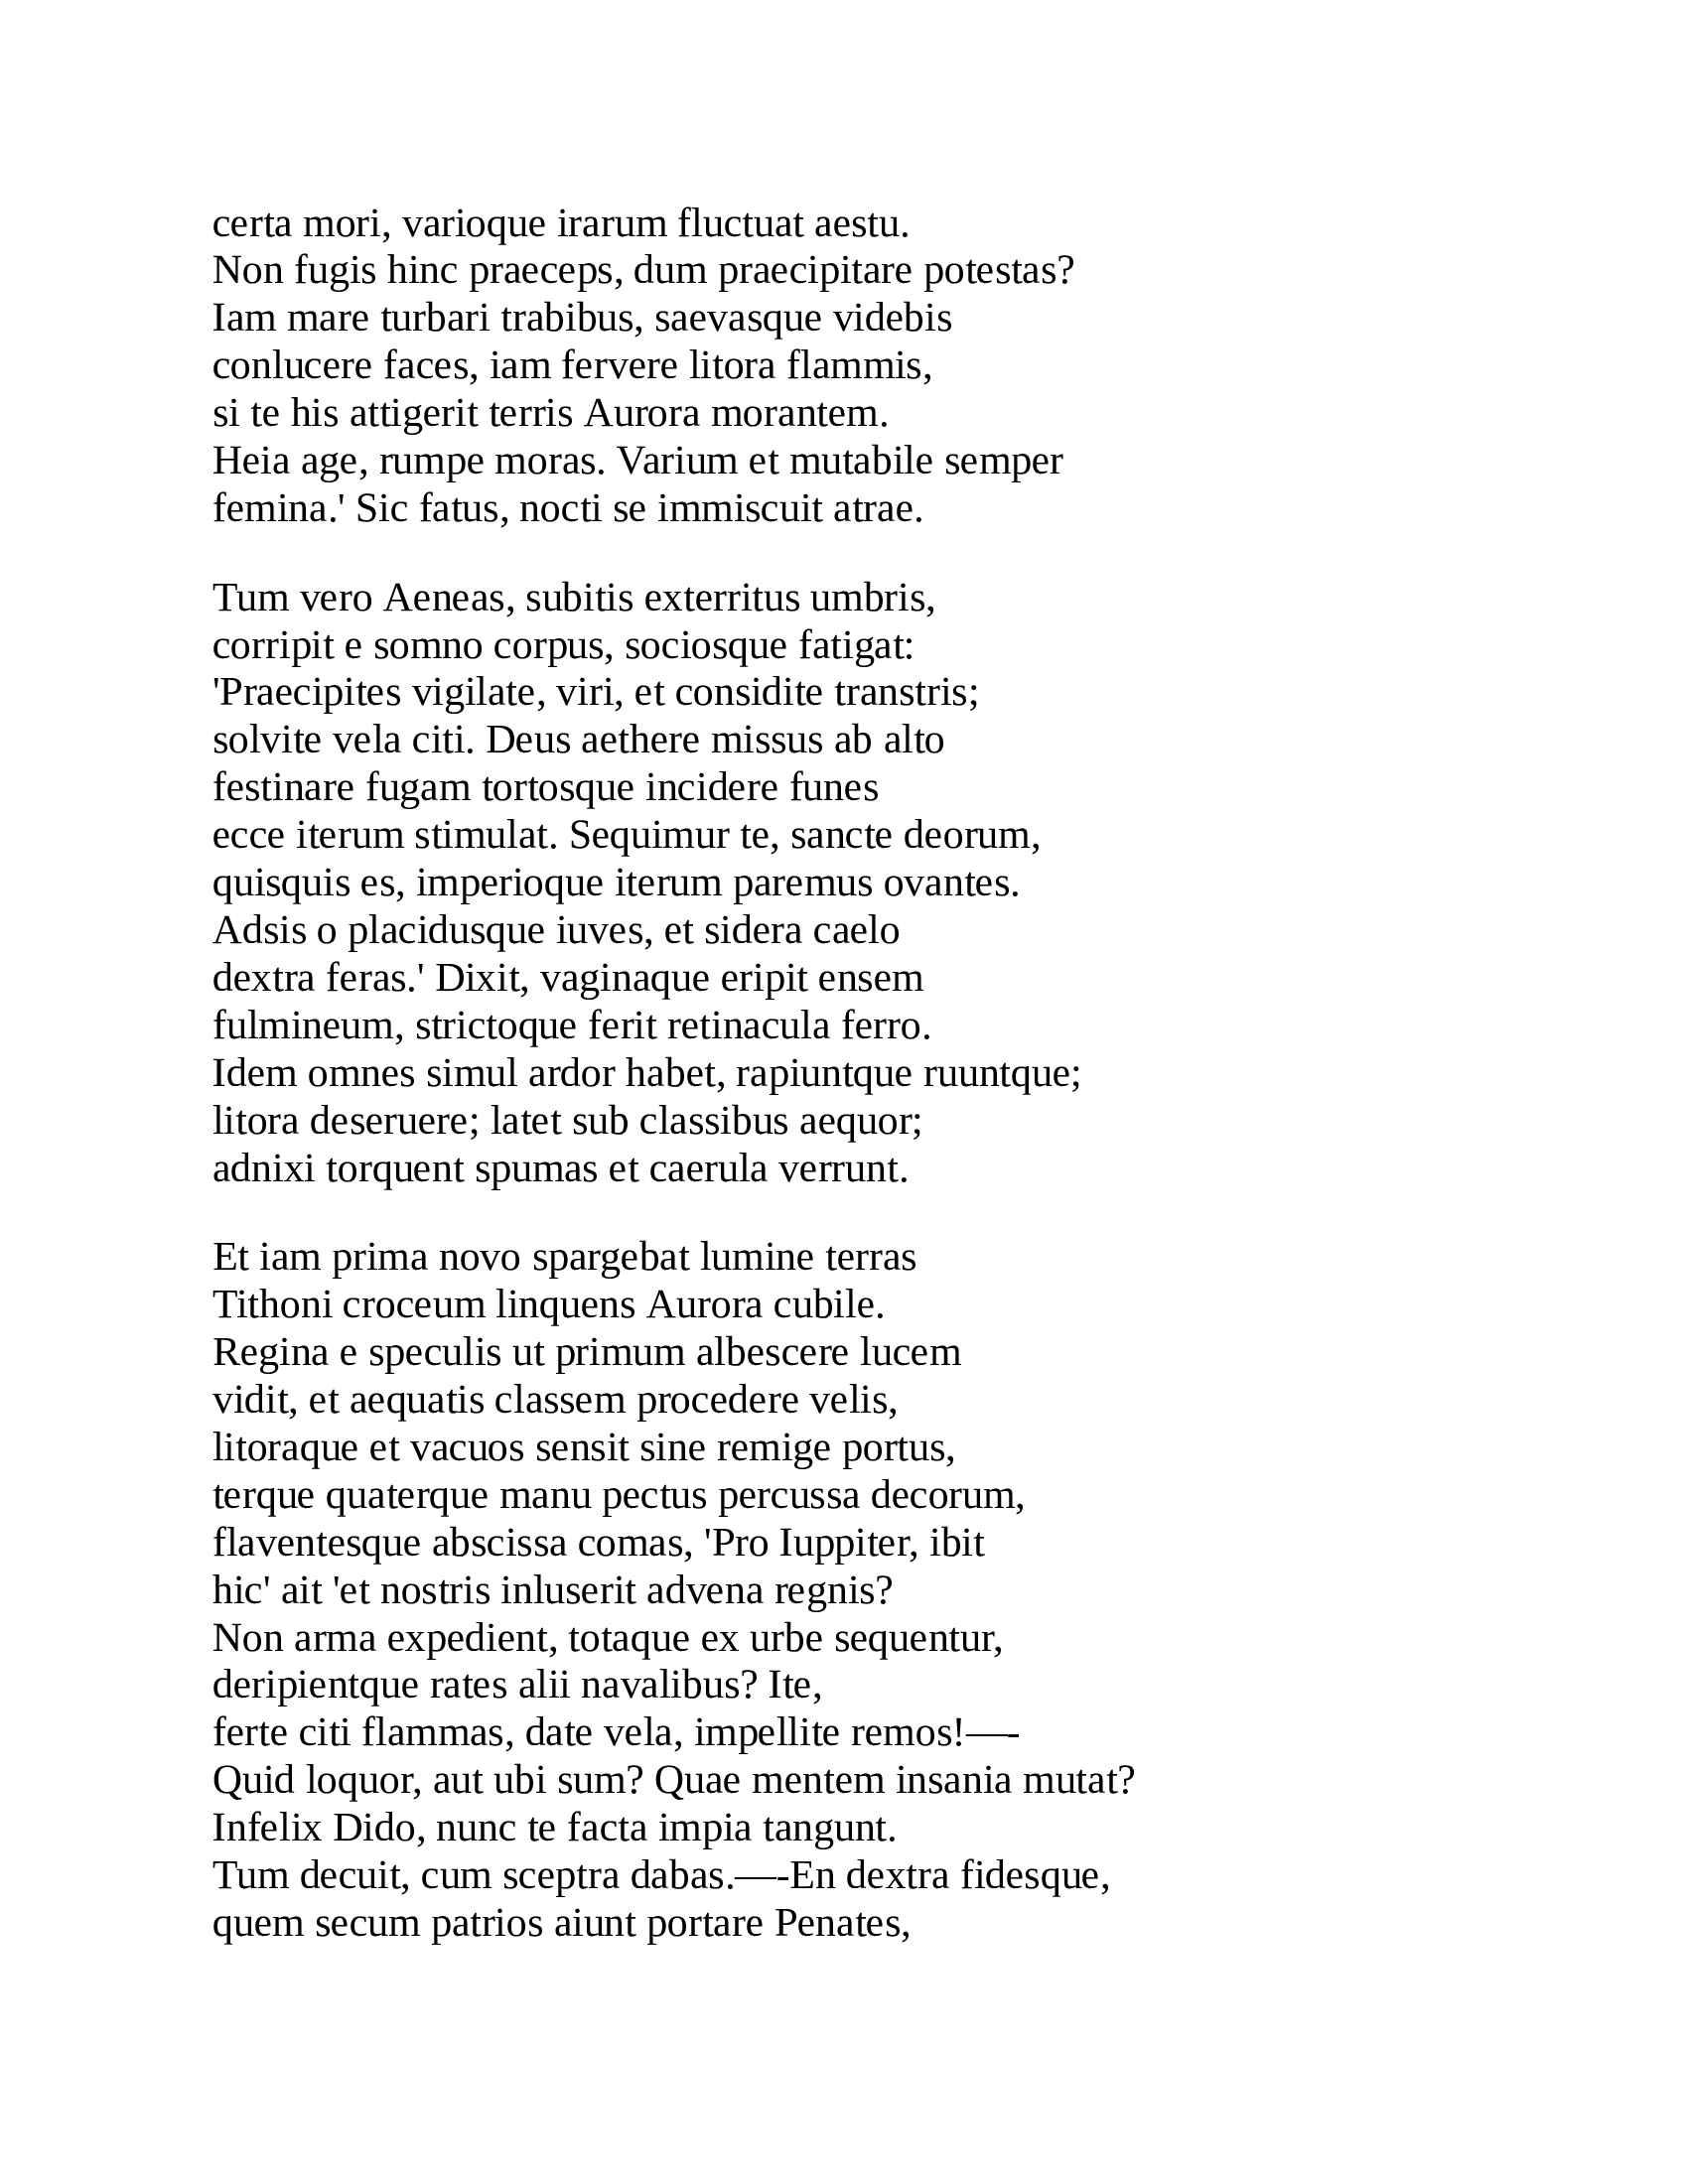 certa mori, varioque irarum fluctuat aestu.
Non fugis hinc praeceps, dum praecipitare potestas?
Iam mare turbari trabibus, saevasque videbis
conlucere faces, iam fervere litora flammis,
si te his attigerit terris Aurora morantem.
Heia age, rumpe moras. Varium et mutabile semper
femina.' Sic fatus, nocti se immiscuit atrae.

Tum vero Aeneas, subitis exterritus umbris,
corripit e somno corpus, sociosque fatigat:
'Praecipites vigilate, viri, et considite transtris;
solvite vela citi. Deus aethere missus ab alto
festinare fugam tortosque incidere funes
ecce iterum stimulat. Sequimur te, sancte deorum,
quisquis es, imperioque iterum paremus ovantes.
Adsis o placidusque iuves, et sidera caelo
dextra feras.' Dixit, vaginaque eripit ensem
fulmineum, strictoque ferit retinacula ferro.
Idem omnes simul ardor habet, rapiuntque ruuntque;
litora deseruere; latet sub classibus aequor;
adnixi torquent spumas et caerula verrunt.

Et iam prima novo spargebat lumine terras
Tithoni croceum linquens Aurora cubile.
Regina e speculis ut primum albescere lucem
vidit, et aequatis classem procedere velis,
litoraque et vacuos sensit sine remige portus,
terque quaterque manu pectus percussa decorum,
flaventesque abscissa comas, 'Pro Iuppiter, ibit
hic' ait 'et nostris inluserit advena regnis?
Non arma expedient, totaque ex urbe sequentur,
deripientque rates alii navalibus? Ite,
ferte citi flammas, date vela, impellite remos!—-
Quid loquor, aut ubi sum? Quae mentem insania mutat?
Infelix Dido, nunc te facta impia tangunt.
Tum decuit, cum sceptra dabas.—-En dextra fidesque,
quem secum patrios aiunt portare Penates,